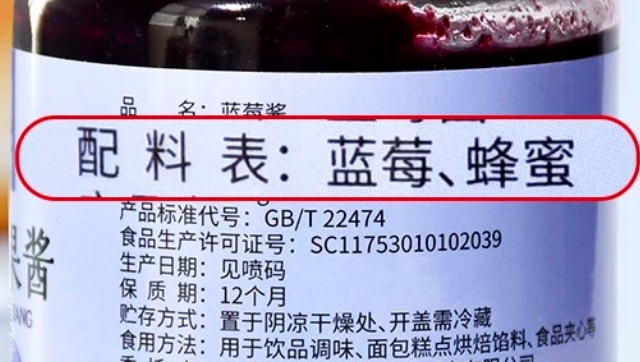 品 名：蓝莓酱
配料表：蓝莓、蜂蜜
产品标准代号：GB/T 22474
食品生产许可证号：SC11753010102039
生产日期：见喷码
保质期：12个月
贮存方式：置于阴凉干燥处、开盖需冷藏
食用方法：用于饮品调味、面包糕点烘焙馅料、食品夹心等
果酱